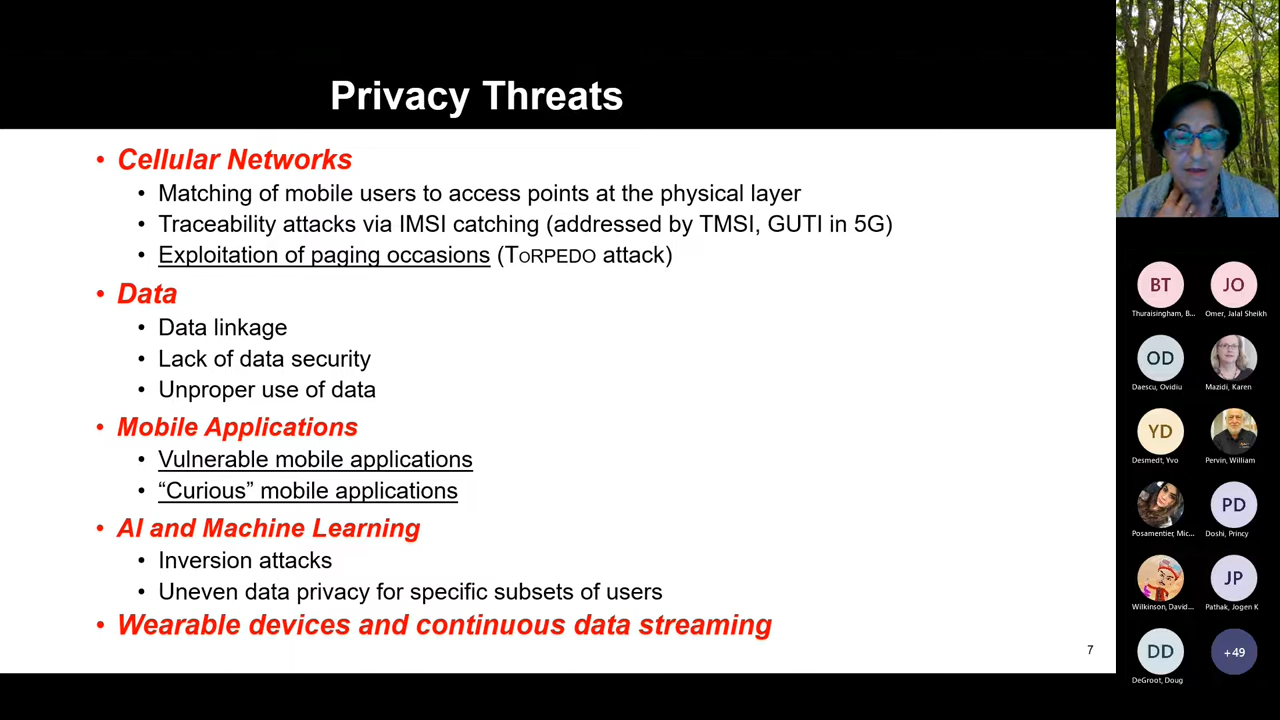 Privacy Threats
• Cellular Networks
• Matching of mobile users to access points at the physical layer
• Traceability attacks via IMSI catching (addressed by TMSI, GUTI in 5G)
• Exploitation of paging occasions (TORPEDO attack)
• Data
• Data linkage
• Lack of data security
• Unproper use of data
• Mobile Applications
• Vulnerable mobile applications
• “Curious” mobile applications
• AI and Machine Learning
• Inversion attacks
• Uneven data privacy for specific subsets of users
• Wearable devices and continuous data streaming
7
BT
Thuraisingham, B...
JO
Omer, Jalal Sheikh
OD
Daescu, Ovidiu
Mazidi, Karen
YD
Desmedt, Yvo
Pervin, William
Posamentier, Mic...
PD
Doshi, Princy
Wilkinson, David...
JP
Pathak, Jogen K
DD
DeGroot, Doug
+49